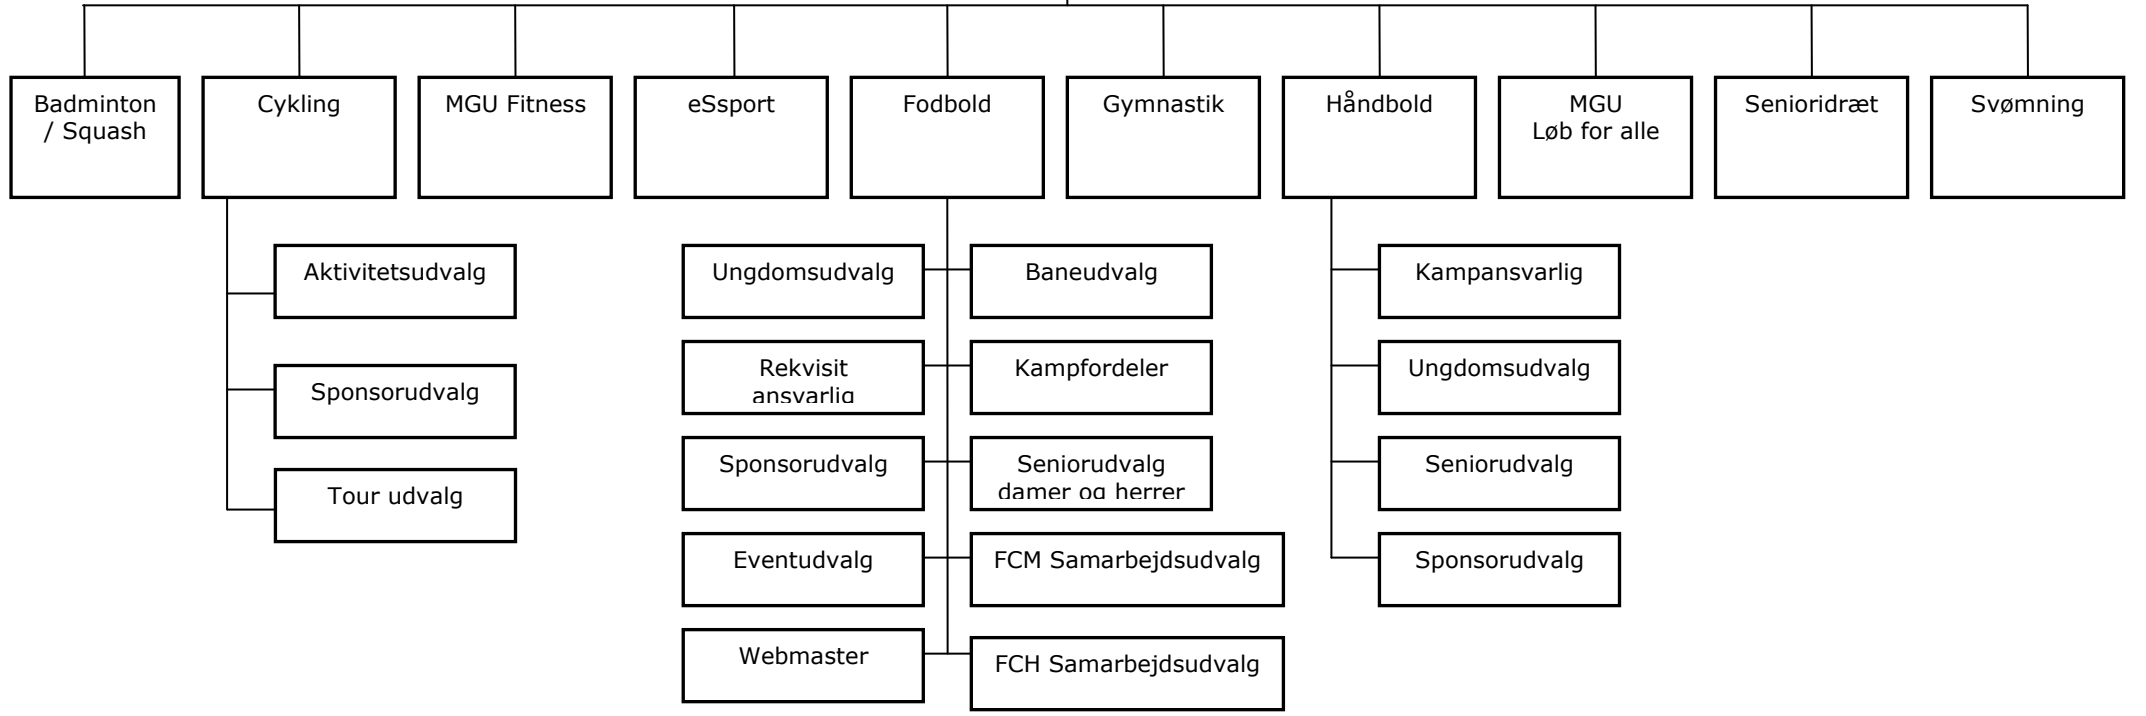 Badminton
/ Squash
Cykling
MGU Fitness
eSsport
Fodbold
Gymnastik
Håndbold
MGU
Løb for alle
Senioridræt
Svømning
Aktivitetsudvalg
Sponsorudvalg
Tour udvalg
Ungdomsudvalg
Baneudvalg
Rekvisit
ansvarlig
Kampfordeler
Sponsorudvalg
Seniorudvalg
damer og herrer
Eventudvalg
FCM Samarbejdsudvalg
Webmaster
FCH Samarbejdsudvalg
Kampansvarlig
Ungdomsudvalg
Seniorudvalg
Sponsorudvalg